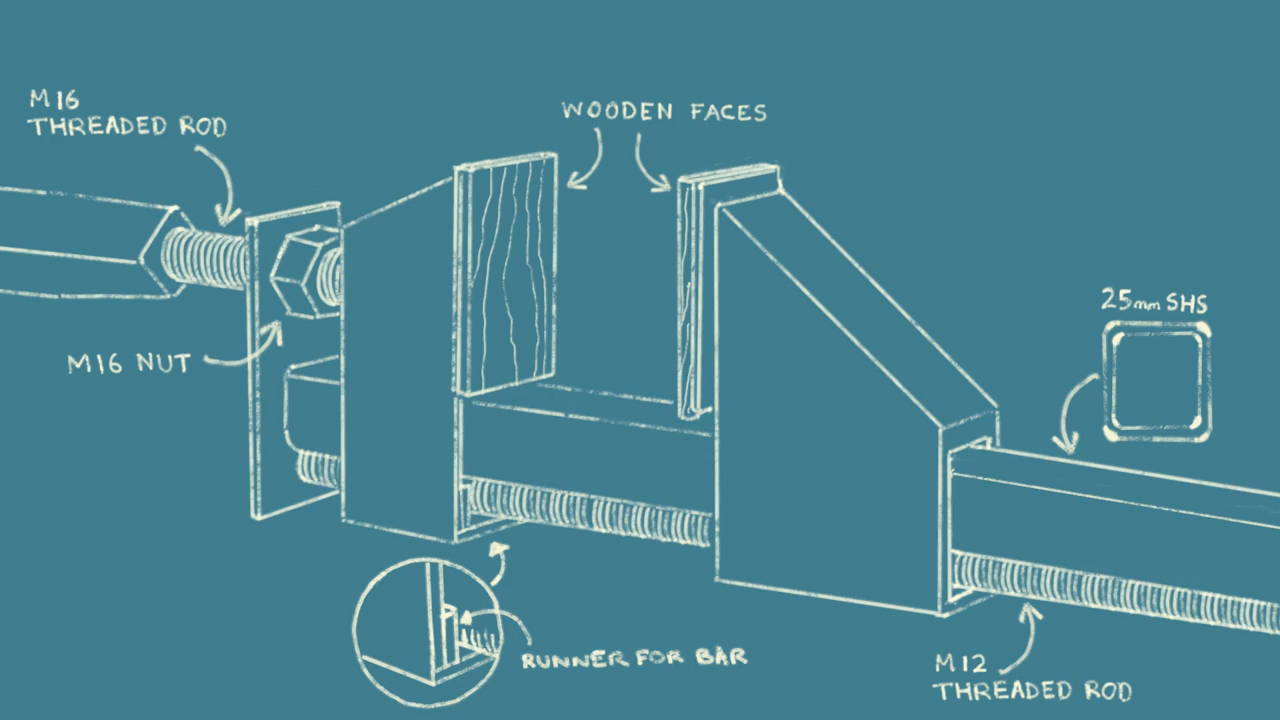 M16
THREADED ROD
WOODEN FACES
M16 NUT
25mm SHS
RUNNER FOR BAR
M12
THREADED ROD